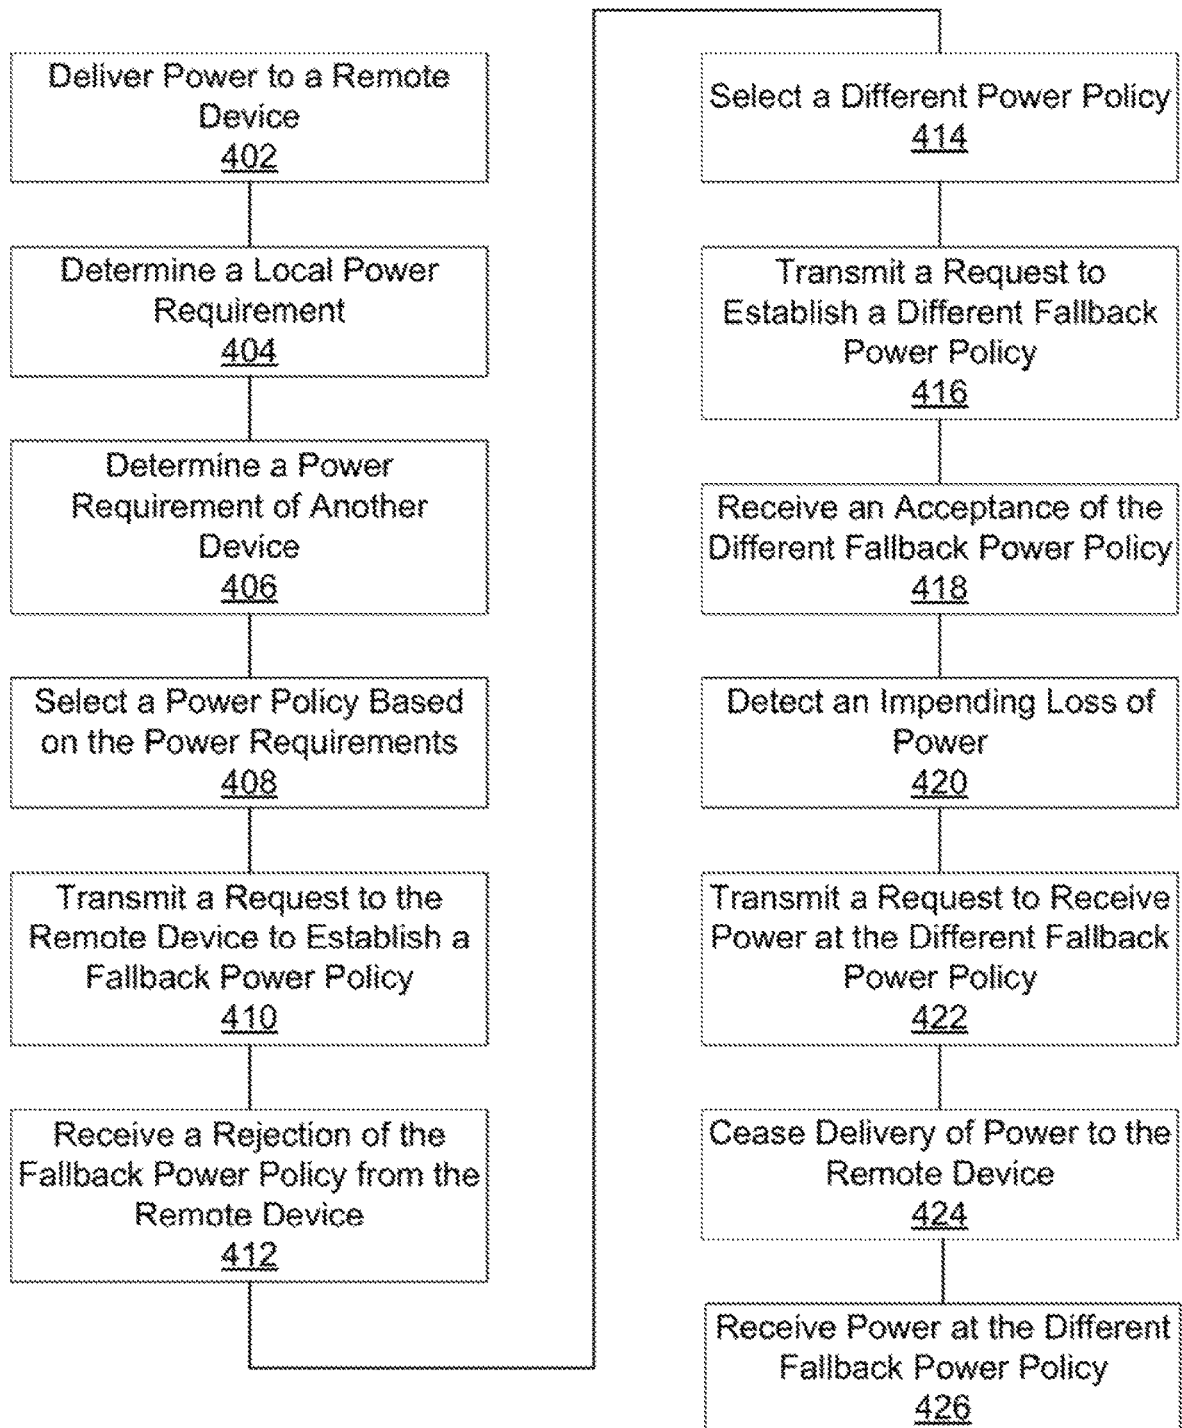 Deliver Power to a Remote
Device
402
Determine a Local Power
Requirement
404
Determine a Power
Requirement of Another
Device
406
Select a Power Policy Based
on the Power Requirements
408
Transmit a Request to the
Remote Device to Establish a
Fallback Power Policy
410
Receive a Rejection of the
Fallback Power Policy from the
Remote Device
412
Select a Different Power Policy
414
Transmit a Request to
Establish a Different Fallback
Power Policy
416
Receive an Acceptance of the
Different Fallback Power Policy
418
Detect an Impending Loss of
Power
420
Transmit a Request to Receive
Power at the Different Fallback
Power Policy
422
Cease Delivery of Power to the
Remote Device
424
Receive Power at the Different
Fallback Power Policy
426